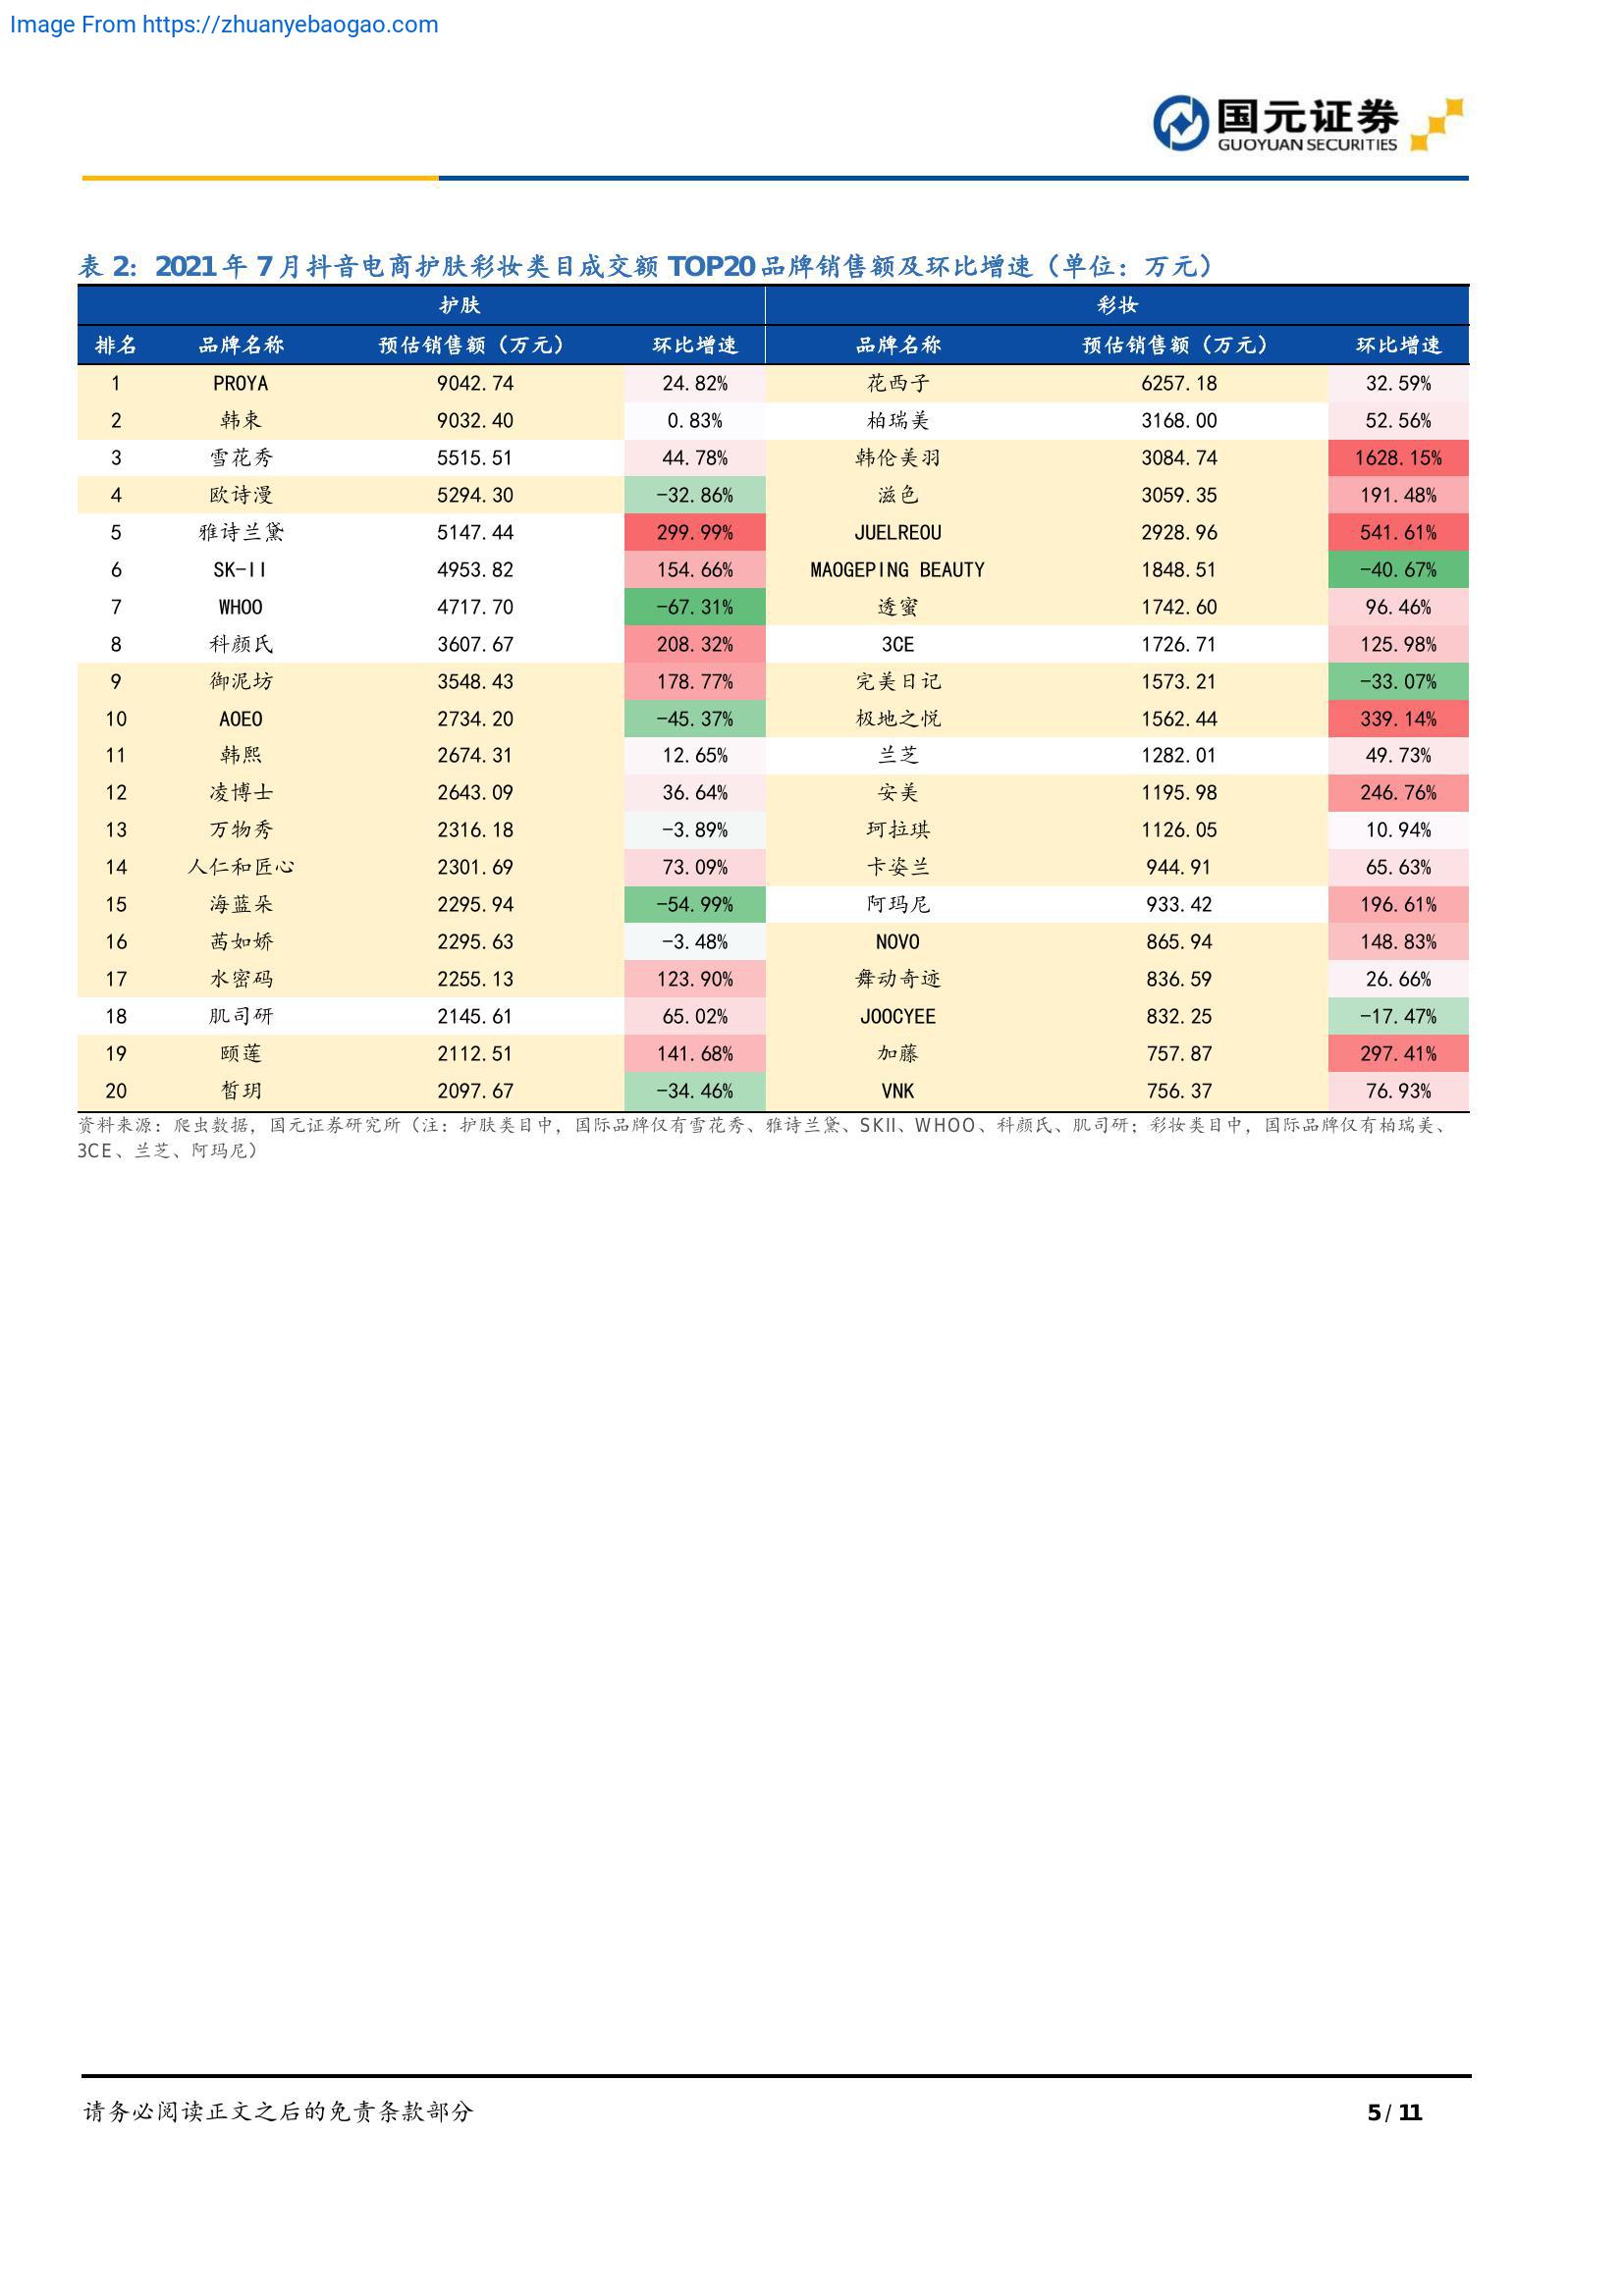 Image From https://zhuanyebaogao.com
国元证券
GUOYUAN SECURITIES
表 2：2021 年 7 月抖音电商护肤彩妆类目成交额 TOP20 品牌销售额及环比增速（单位：万元）
护肤 彩妆
排名 品牌名称 预估销售额（万元） 环比增速 品牌名称 预估销售额（万元） 环比增速
1 PROYA 9042.74 24.82% 花西子 6257.18 32.59%
2 韩束 9032.40 0.83% 柏瑞美 3168.00 52.56%
3 雪花秀 5515.51 44.78% 韩伦美羽 3084.74 1628.15%
4 欧诗漫 5294.30 -32.86% 滋色 3059.35 191.48%
5 雅诗兰黛 5147.44 299.99% JUELREOU 2928.96 541.61%
6 SK-II 4953.82 154.66% MAOGEPING BEAUTY 1848.51 -40.67%
7 WHOO 4717.70 -67.31% 透蜜 1742.60 96.46%
8 科颜氏 3607.67 208.32% 3CE 1726.71 125.98%
9 御泥坊 3548.43 178.77% 完美日记 1573.21 -33.07%
10 AOEO 2734.20 -45.37% 极地之悦 1562.44 339.14%
11 韩熙 2674.31 12.65% 兰芝 1282.01 49.73%
12 凌博士 2643.09 36.64% 安美 1195.98 246.76%
13 万物秀 2316.18 -3.89% 珂拉琪 1126.05 10.94%
14 人仁和匠心 2301.69 73.09% 卡姿兰 944.91 65.63%
15 海蓝朵 2295.94 -54.99% 阿玛尼 933.42 196.61%
16 茜如娇 2295.63 -3.48% NOVO 865.94 148.83%
17 水密码 2255.13 123.90% 舞动奇迹 836.59 26.66%
18 肌司研 2145.61 65.02% JOOCYEE 832.25 -17.47%
19 颐莲 2112.51 141.68% 加藤 757.87 297.41%
20 皙玥 2097.67 -34.46% VNK 756.37 76.93%
资料来源：爬虫数据，国元证券研究所（注：护肤类目中，国际品牌仅有雪花秀、雅诗兰黛、SKII、WHOO、科颜氏、肌司研；彩妆类目中，国际品牌仅有柏瑞美、
3CE、兰芝、阿玛尼）
请务必阅读正文之后的免责条款部分 5 / 11